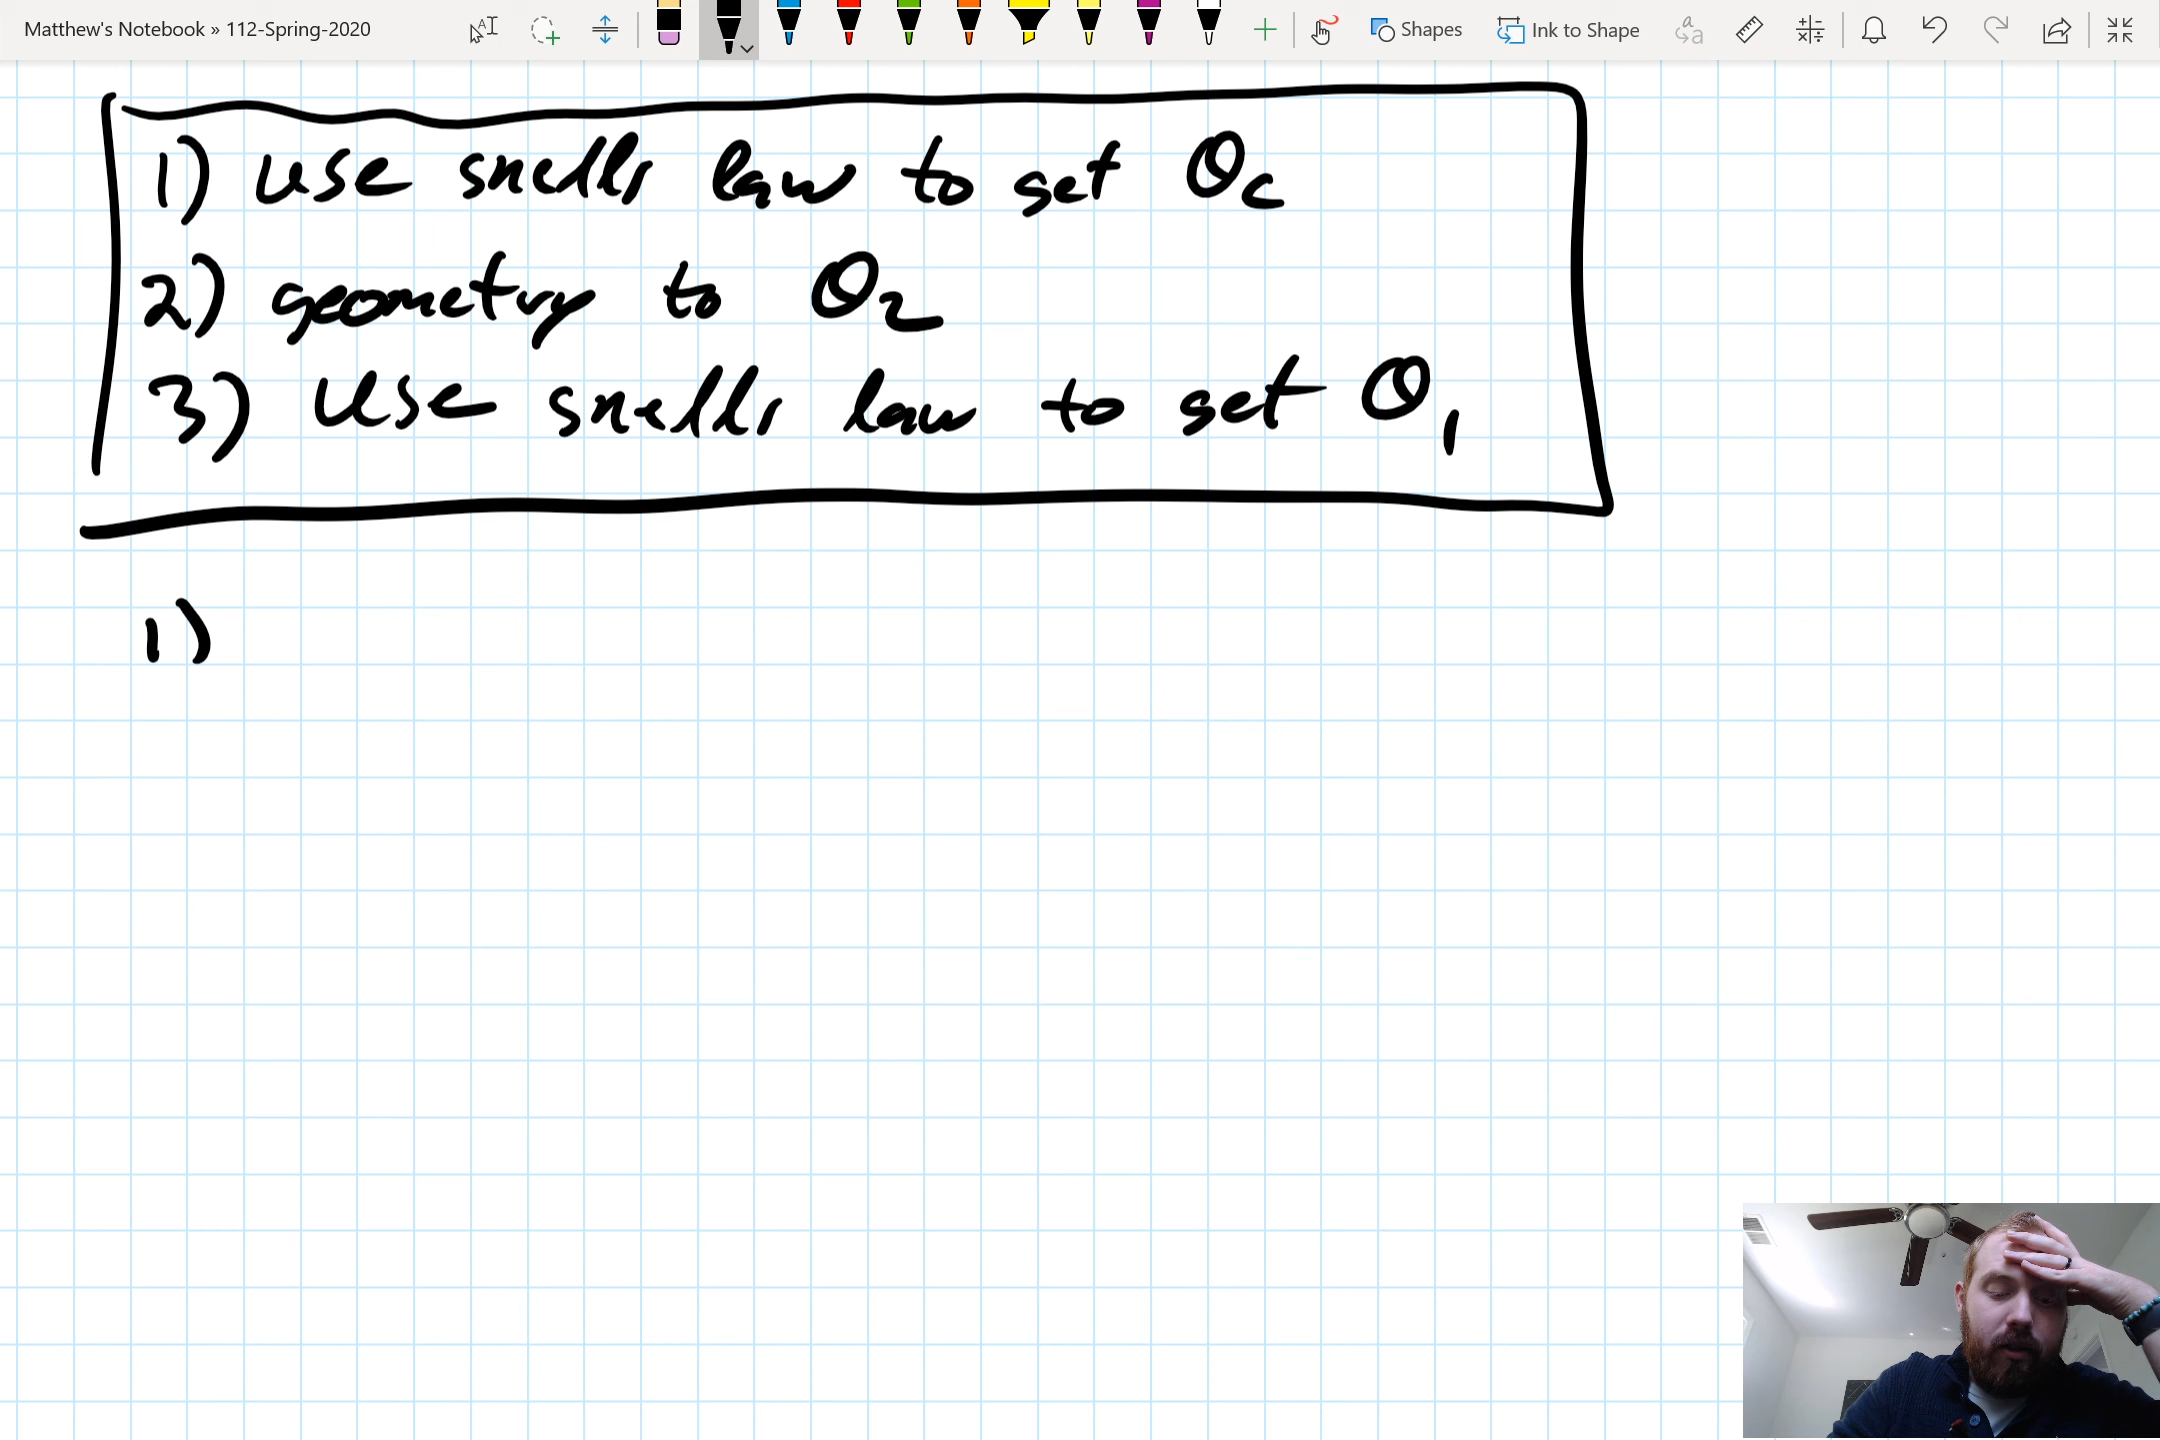 Matthew's Notebook » 112-Spring-2020
Shapes
Ink to Shape
1) use snells law to get θc
2) geometry to θ2
3) Use snells law to get θ1
1)